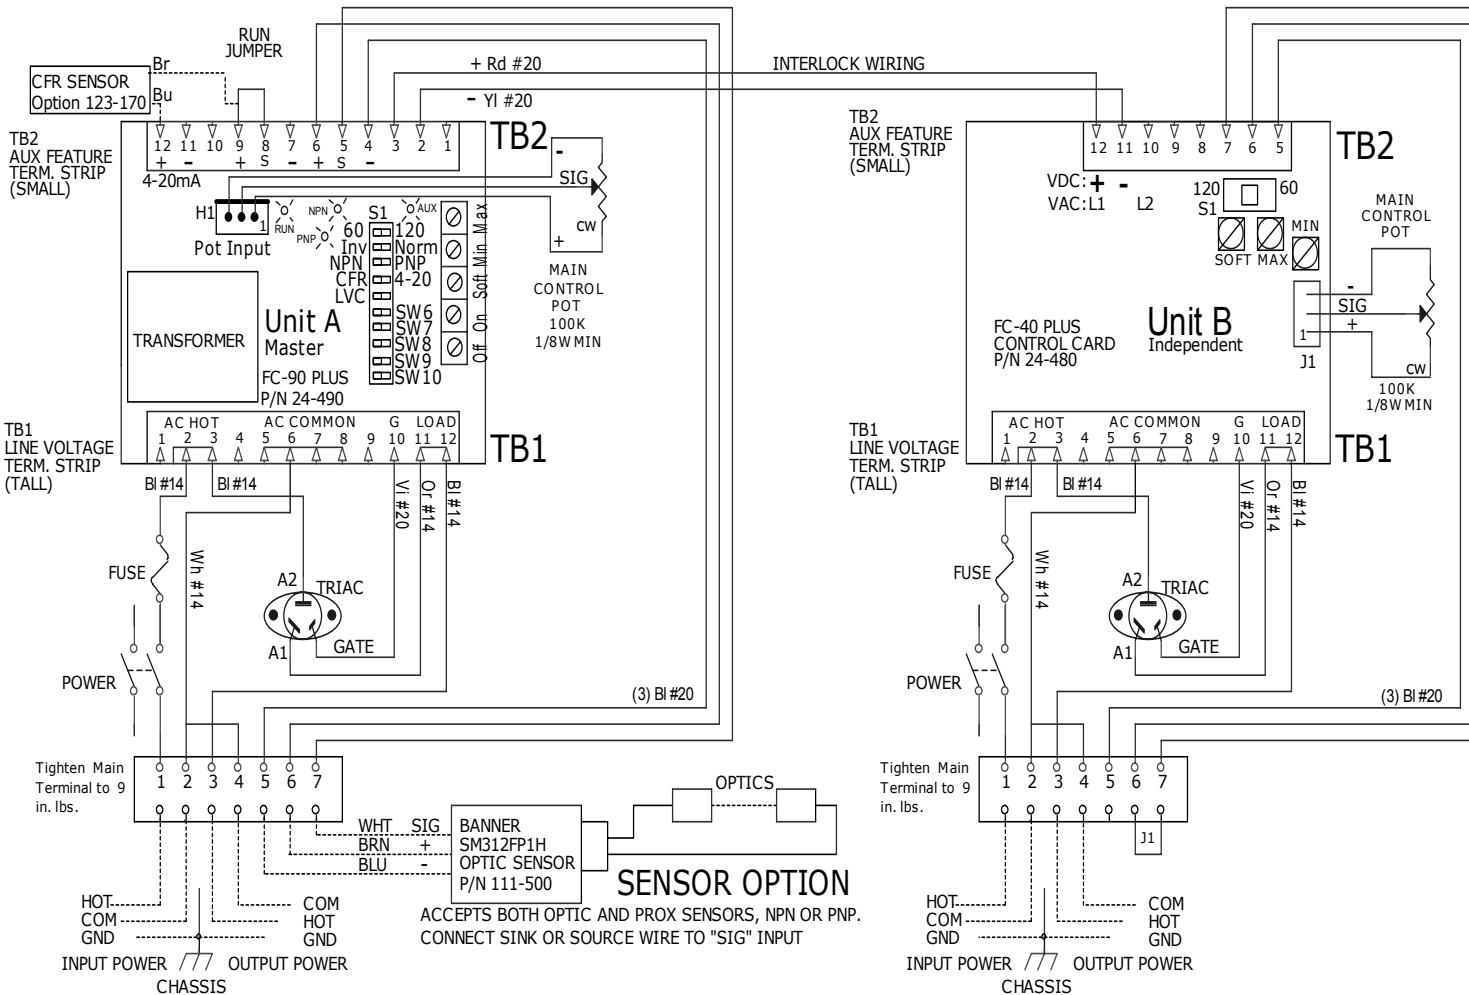 RUN
JUMPER
CFR SENSOR
Option 123-170
Br
Bu
+ Rd #20
- Yl #20
INTERLOCK WIRING
TB2
AUX FEATURE
TERM. STRIP
(SMALL)
12 11 10 9 8 7 6 5 4 3 2 1
+ - + S - + S -
4-20mA
TB2
H1
1
Pot Input
RUN
NPN
PNP
AUX
S1
60 120
Inv Norm
NPN PNP
CFR 4-20
LVC
SW6
SW7
SW8
SW9
SW10
Off On Soft Min Max
-
SIG
CW
+
MAIN
CONTROL
POT
100K
1/8W MIN
TRANSFORMER
Unit A
Master
FC-90 PLUS
P/N 24-490
TB1
LINE VOLTAGE
TERM. STRIP
(TALL)
AC HOT AC COMMON G LOAD
1 2 3 4 5 6 7 8 9 10 11 12
TB1
Bl #14
Bl #14
Vi #20
Or #14
Bl #14
Wh #14
FUSE
A2
TRIAC
A1
GATE
POWER
(3) Bl #20
Tighten Main
Terminal to 9
in. lbs.
1 2 3 4 5 6 7
WHT SIG
BRN +
BLU -
BANNER
SM312FP1H
OPTIC SENSOR
P/N 111-500
OPTICS
SENSOR OPTION
ACCEPTS BOTH OPTIC AND PROX SENSORS, NPN OR PNP.
CONNECT SINK OR SOURCE WIRE TO "SIG" INPUT
HOT COM
COM HOT
GND GND
INPUT POWER OUTPUT POWER
CHASSIS
TB2
AUX FEATURE
TERM. STRIP
(SMALL)
12 11 10 9 8 7 6 5
TB2
VDC: + -
VAC: L1 L2
120 60
S1
SOFT MAX MIN
MAIN
CONTROL
POT
-
SIG
+
1
J1
CW
100K
1/8W MIN
FC-40 PLUS
CONTROL CARD
P/N 24-480
Unit B
Independent
TB1
LINE VOLTAGE
TERM. STRIP
(TALL)
AC HOT AC COMMON G LOAD
1 2 3 4 5 6 7 8 9 10 11 12
TB1
Bl #14
Bl #14
Vi #20
Or #14
Bl #14
Wh #14
FUSE
A2
TRIAC
A1
GATE
POWER
(3) Bl #20
Tighten Main
Terminal to 9
in. lbs.
1 2 3 4 5 6 7
J1
HOT COM
COM HOT
GND GND
INPUT POWER OUTPUT POWER
CHASSIS